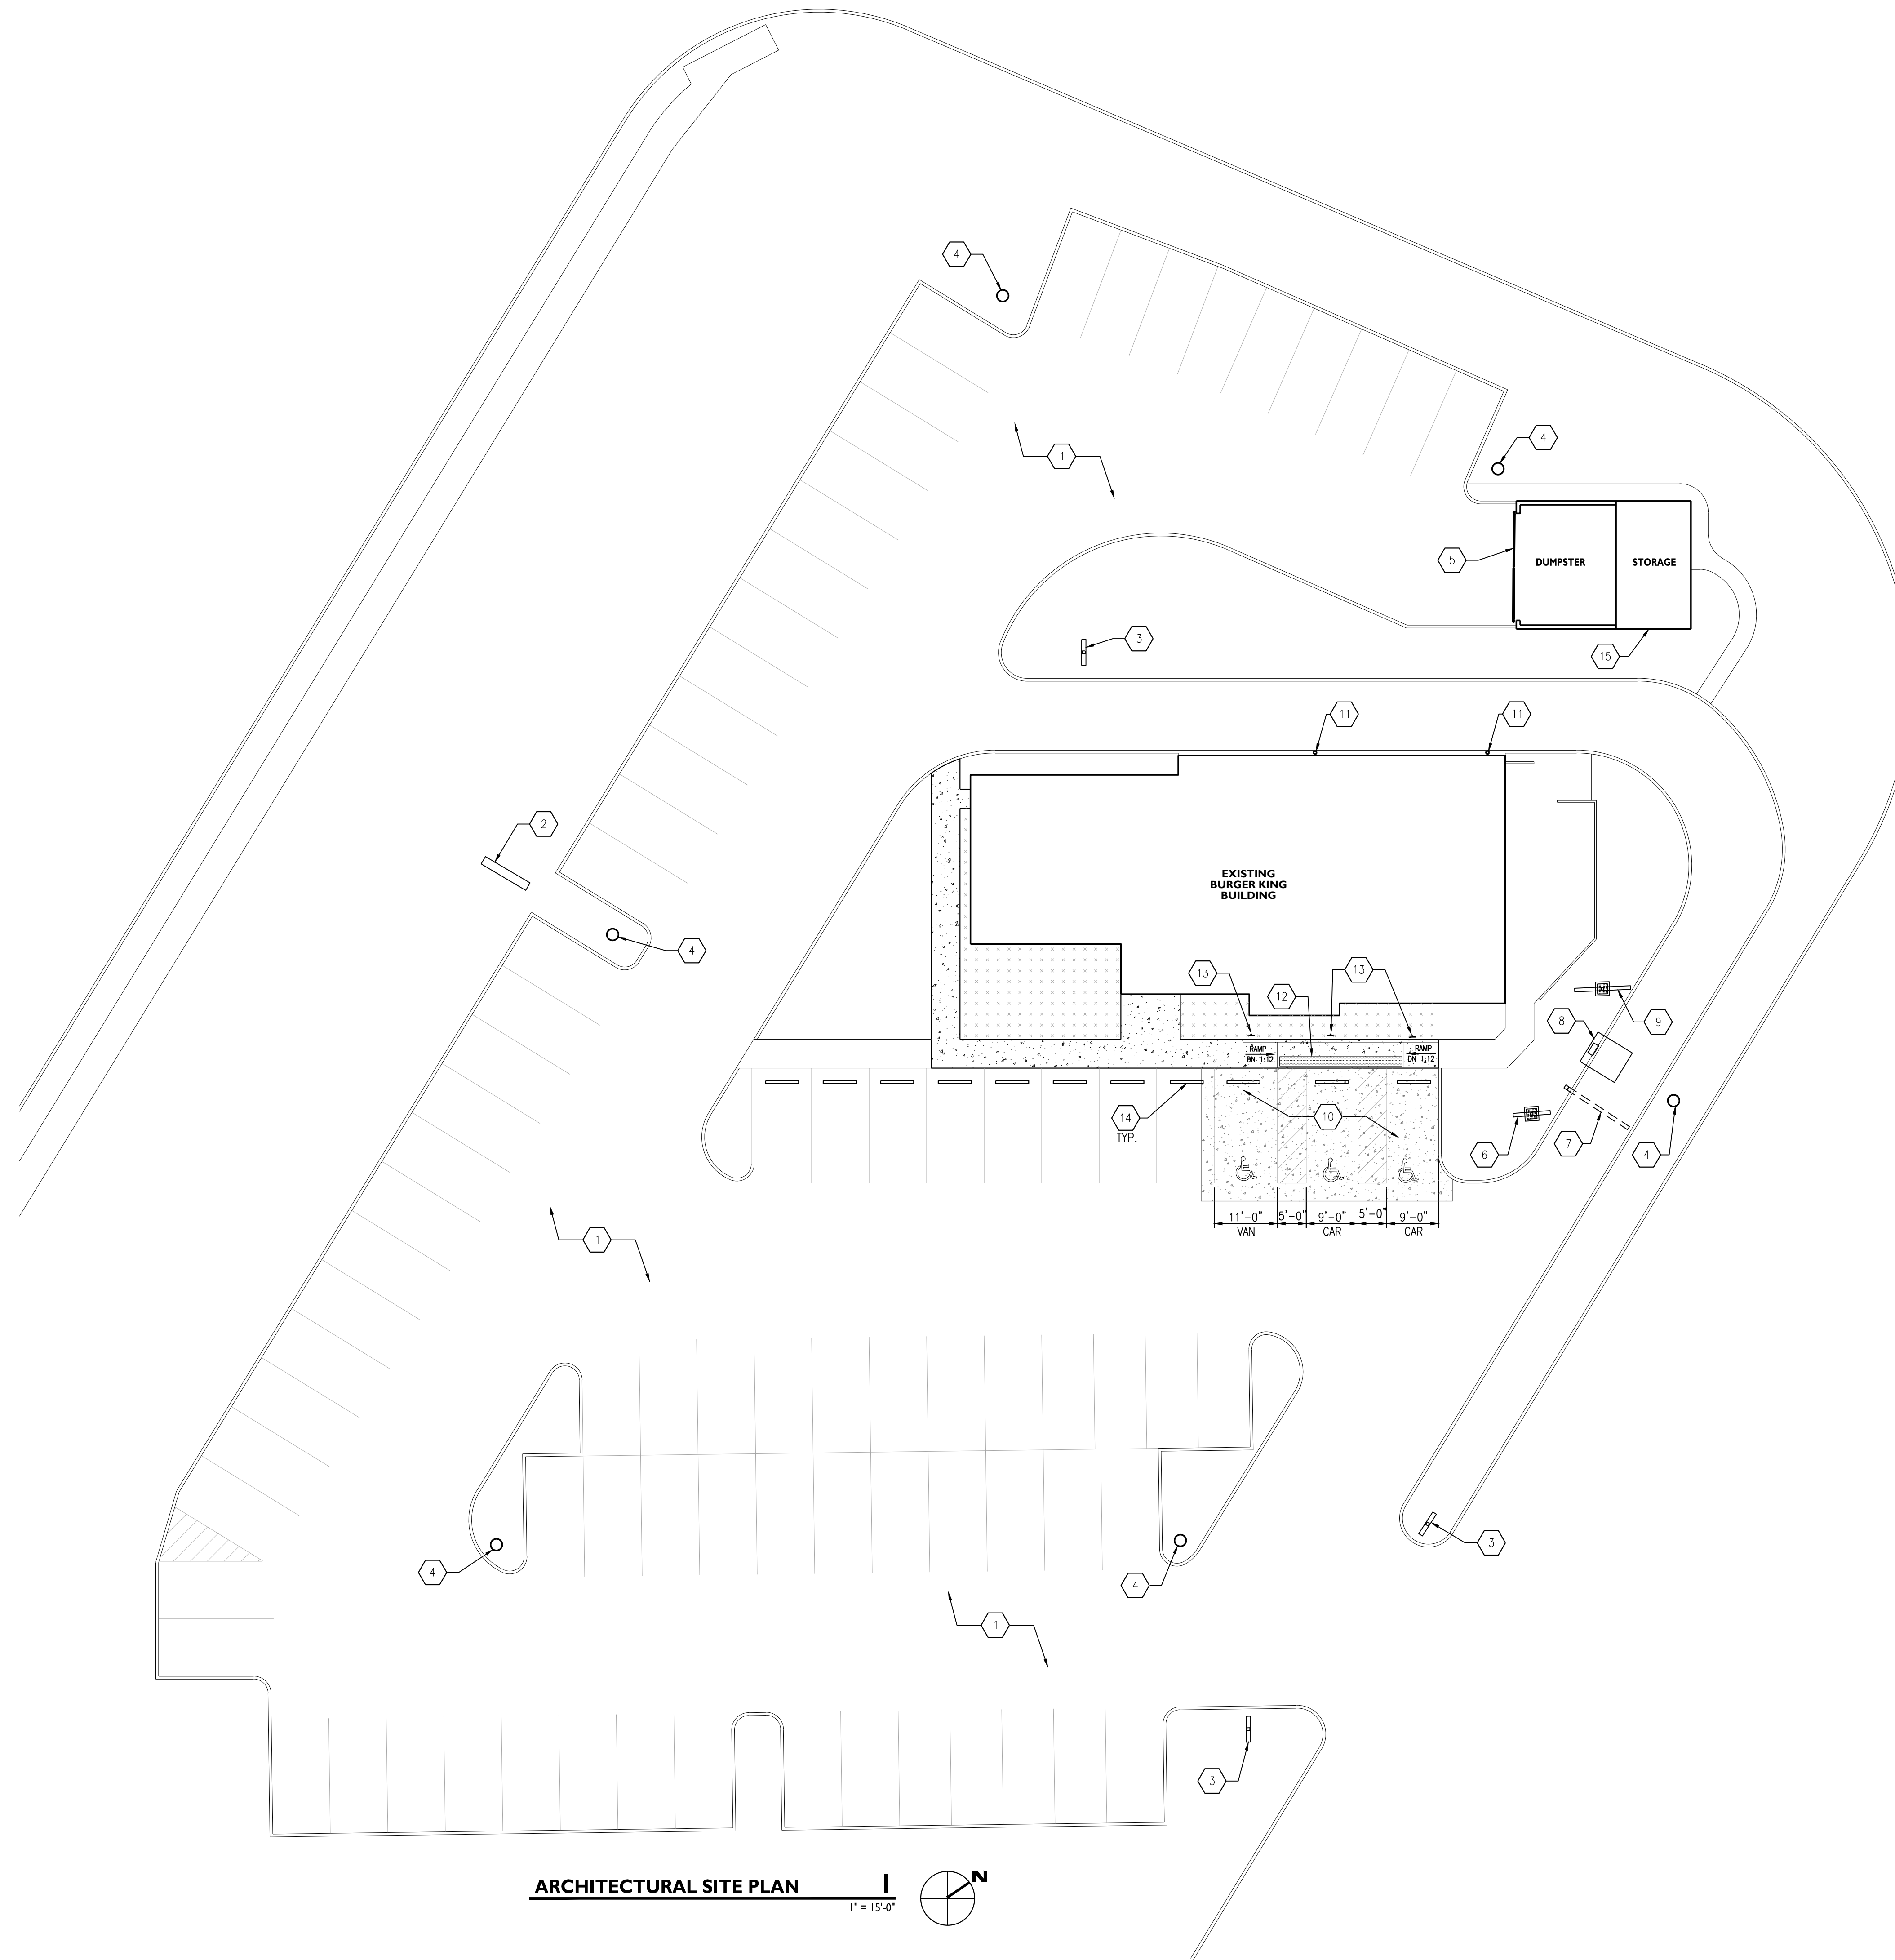 4
4
1
5
DUMPSTER
STORAGE
3
15
11
11
2
EXISTING
BURGER KING
BUILDING
4
13
13
12
9
8
RAMP
RAMP
DN 1:12
14
TYP.
10
7
6
4
11'-0"
5'-0"
9'-0"
5'-0"
9'-0"
VAN
CAR
CAR
1
3
4
4
1
3
ARCHITECTURAL SITE PLAN
1
1" = 15'-0"
N